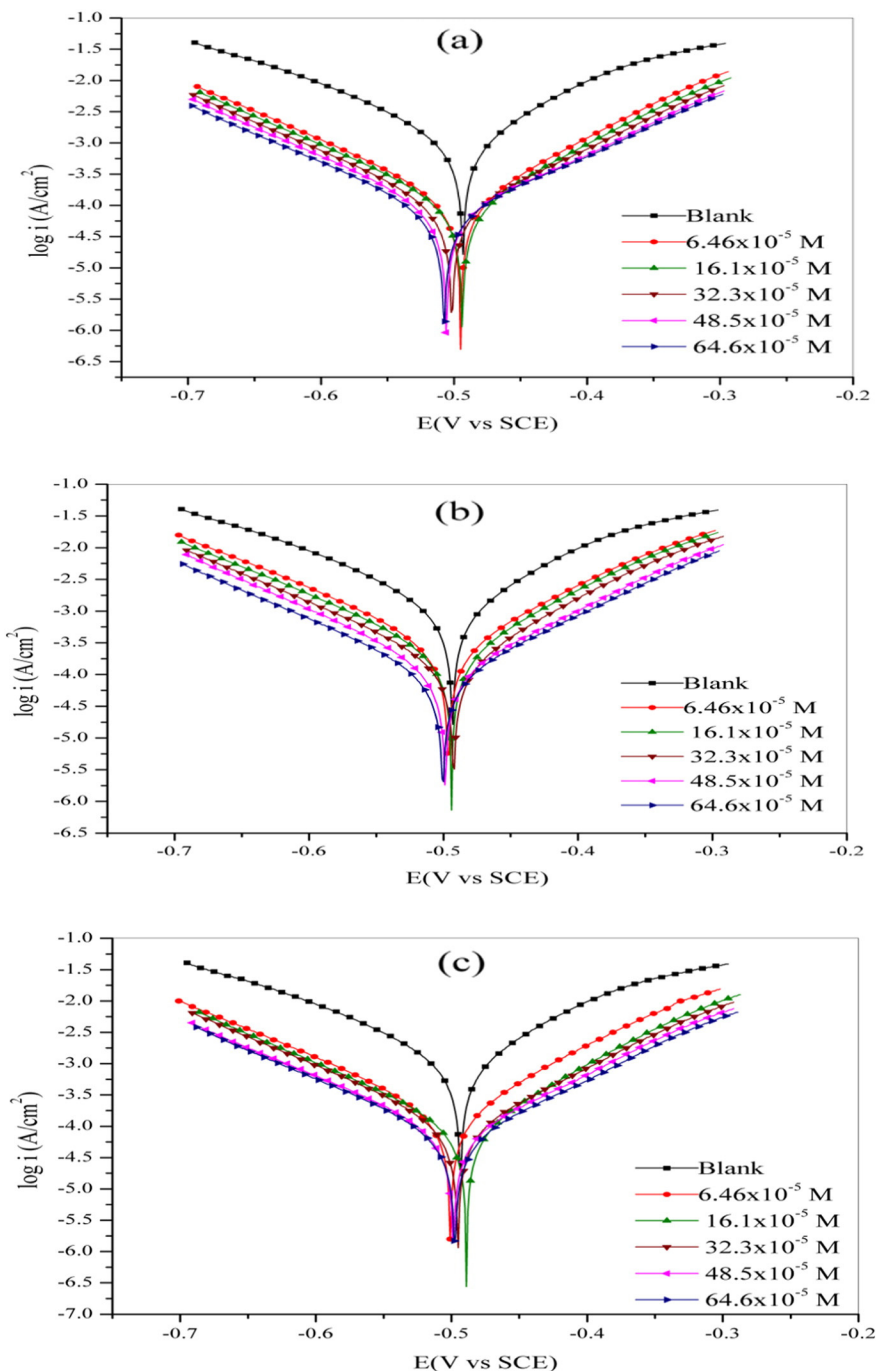 (a)
-1.0
-1.5
-2.0
-2.5
-3.0
-3.5
-4.0
-4.5
-5.0
-5.5
-6.0
-6.5
log i (A/cm²)
Blank
6.46x10⁻⁵ M
16.1x10⁻⁵ M
32.3x10⁻⁵ M
48.5x10⁻⁵ M
64.6x10⁻⁵ M
-0.7 -0.6 -0.5 -0.4 -0.3 -0.2
E(V vs SCE)
(b)
-1.0
-1.5
-2.0
-2.5
-3.0
-3.5
-4.0
-4.5
-5.0
-5.5
-6.0
-6.5
log i (A/cm²)
Blank
6.46x10⁻⁵ M
16.1x10⁻⁵ M
32.3x10⁻⁵ M
48.5x10⁻⁵ M
64.6x10⁻⁵ M
-0.7 -0.6 -0.5 -0.4 -0.3 -0.2
E(V vs SCE)
(c)
-1.0
-1.5
-2.0
-2.5
-3.0
-3.5
-4.0
-4.5
-5.0
-5.5
-6.0
-6.5
-7.0
log i (A/cm²)
Blank
6.46x10⁻⁵ M
16.1x10⁻⁵ M
32.3x10⁻⁵ M
48.5x10⁻⁵ M
64.6x10⁻⁵ M
-0.7 -0.6 -0.5 -0.4 -0.3 -0.2
E(V vs SCE)